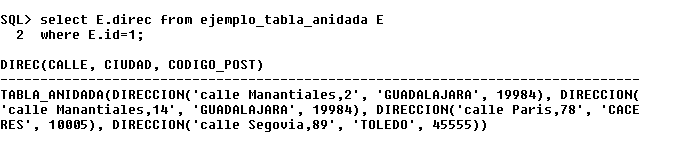 SQL> select E.direc from ejemplo_tabla_anidada E
2 where E.id=1;
DIREC(CALLE, CIUDAD, CODIGO_POST)
--------------------------------------------------------------------------------
TABLA_ANIDADA(DIRECCION('calle Manantiales,2', 'GUADALAJARA', 19984), DIRECCION(
'calle Manantiales,14', 'GUADALAJARA', 19984), DIRECCION('calle Paris,78', 'CACE
RES', 10005), DIRECCION('calle Segovia,89', 'TOLEDO', 45555))